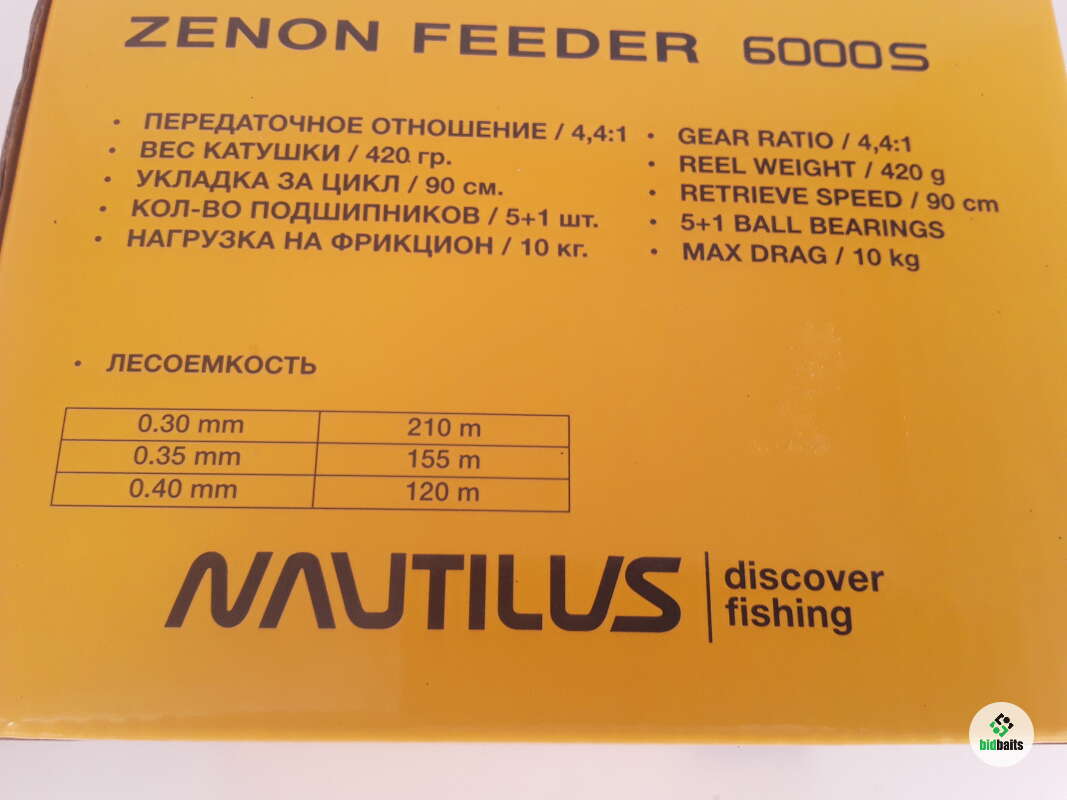 ZENON FEEDER 6000S
• ПЕРЕДАТОЧНОЕ ОТНОШЕНИЕ / 4,4:1
• ВЕС КАТУШКИ / 420 гр.
• УКЛАДКА ЗА ЦИКЛ / 90 см.
• КОЛ-ВО ПОДШИПНИКОВ / 5+1 шт.
• НАГРУЗКА НА ФРИКЦИОН / 10 кг.
• GEAR RATIO / 4,4:1
• REEL WEIGHT / 420 g
• RETRIEVE SPEED / 90 cm
• 5+1 BALL BEARINGS
• MAX DRAG / 10 kg
• ЛЕСОЕМКОСТЬ
0.30 mm 210 m
0.35 mm 155 m
0.40 mm 120 m
NAUTILUS
discover
fishing
bidbaits